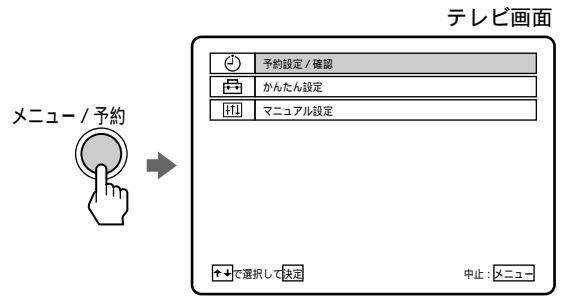 テレビ画面
メニュー / 予約
予約設定 / 確認
かんたん設定
マニュアル設定
↑↓で選択して決定
中止 : メニュー